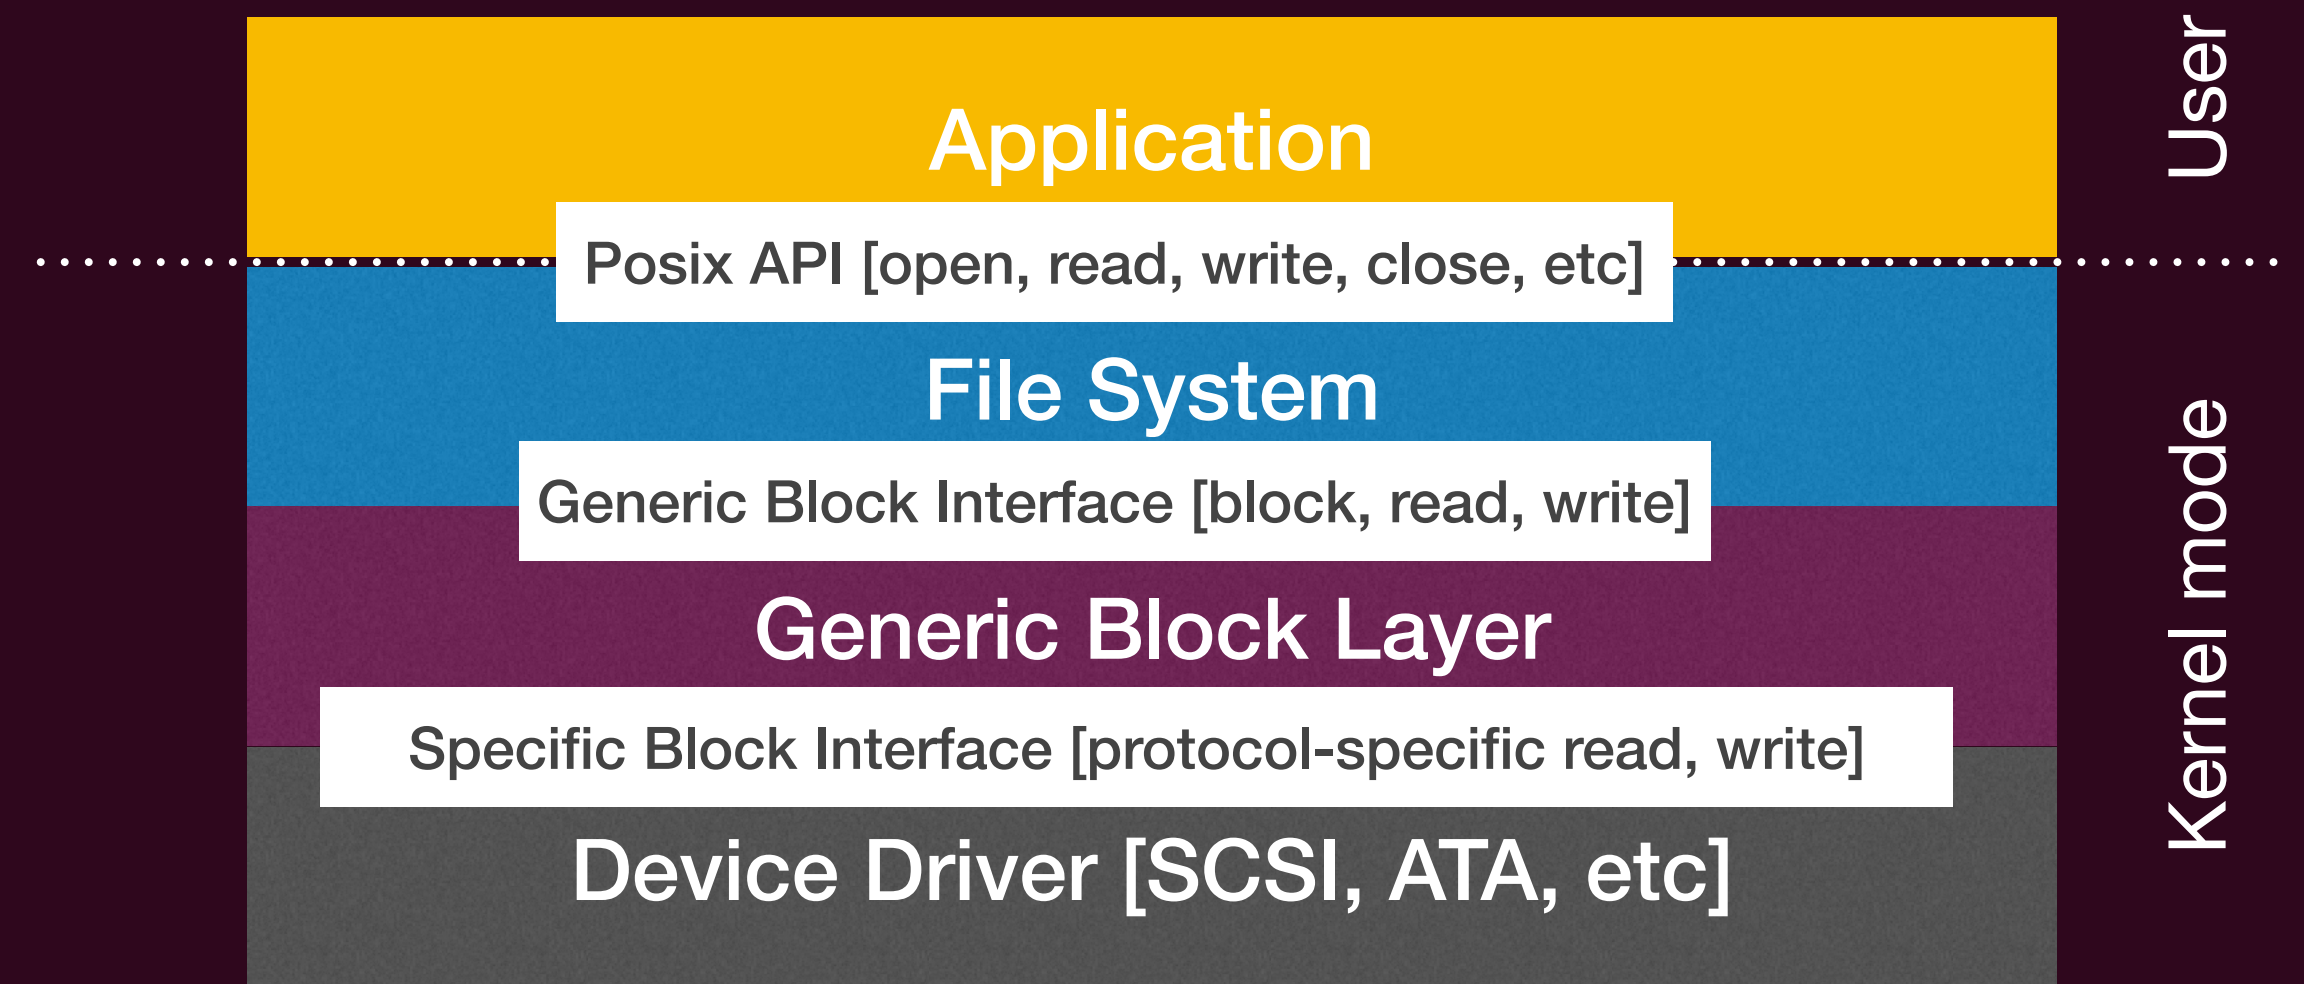 User
Application
Posix API [open, read, write, close, etc]
File System
Generic Block Interface [block, read, write]
Kernel mode
Generic Block Layer
Specific Block Interface [protocol-specific read, write]
Device Driver [SCSI, ATA, etc]